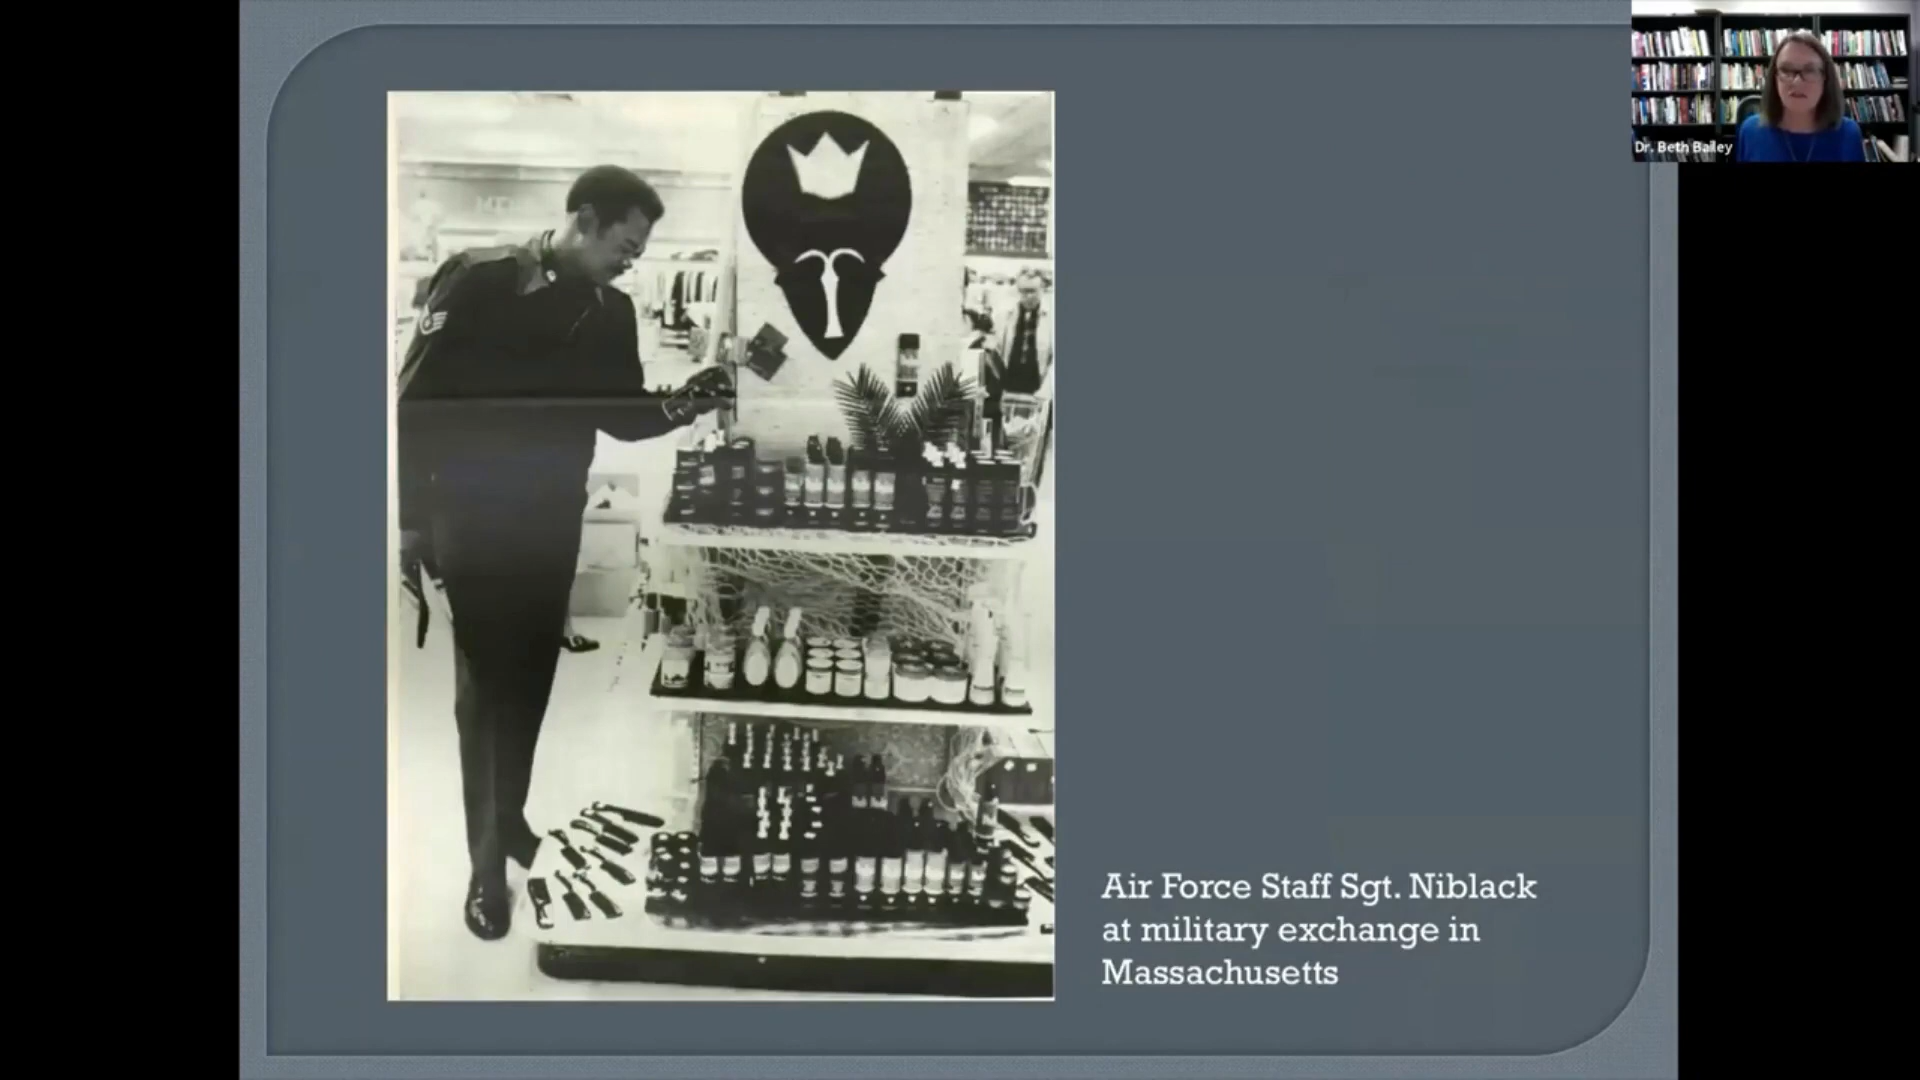 Dr. Beth Bailey
Air Force Staff Sgt. Niblack
at military exchange in
Massachusetts